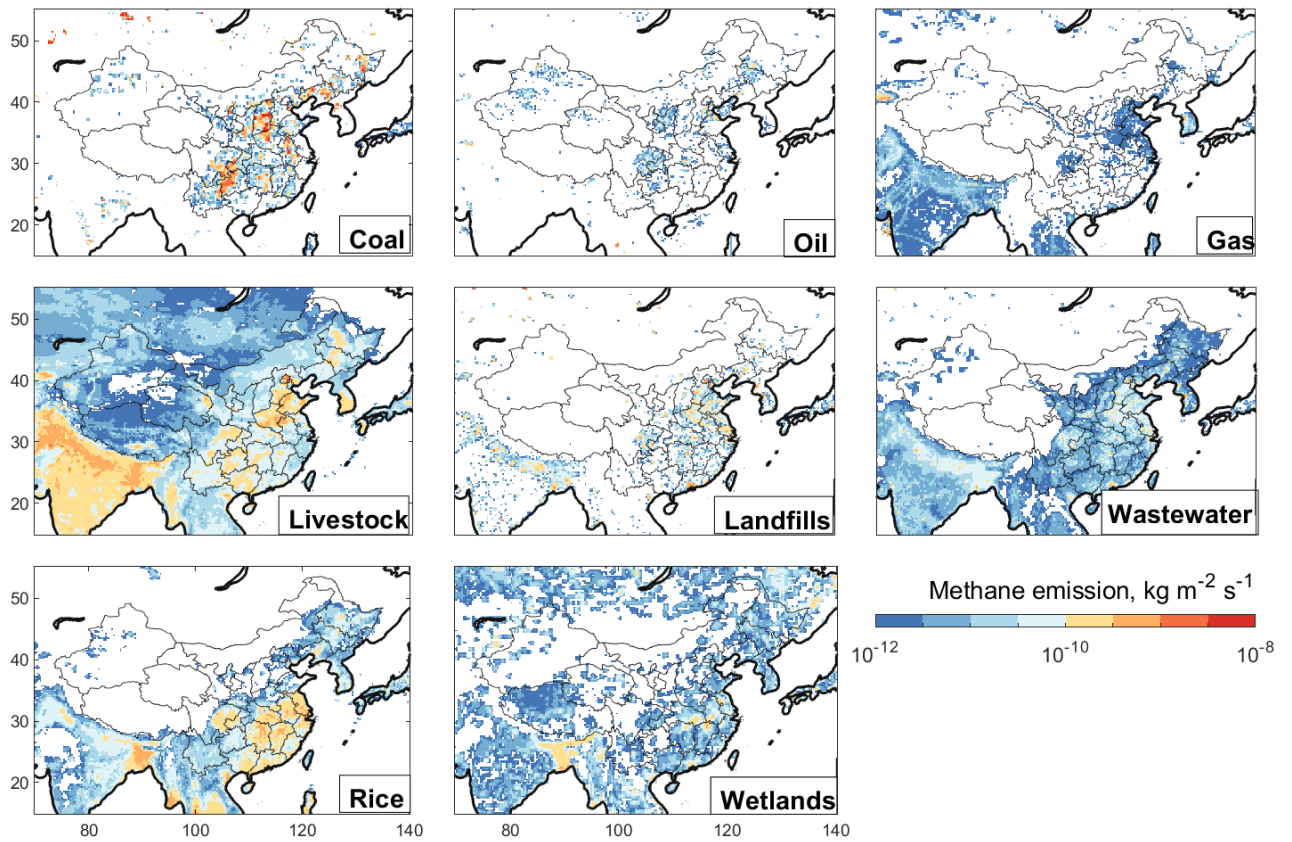 50
40
30
20
Coal
Oil
Gas
50
40
30
20
Livestock
Landfills
Wastewater
50
40
30
20
Rice
Wetlands
80
100
120
140
80
100
120
140
Methane emission, kg m⁻² s⁻¹
10⁻¹²
10⁻¹⁰
10⁻⁸